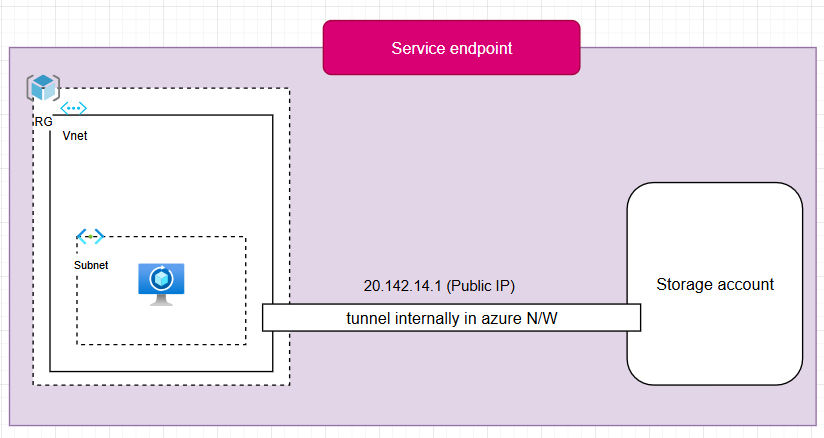 Service endpoint
RG
Vnet
Subnet
20.142.14.1 (Public IP)
tunnel internally in azure N/W
Storage account